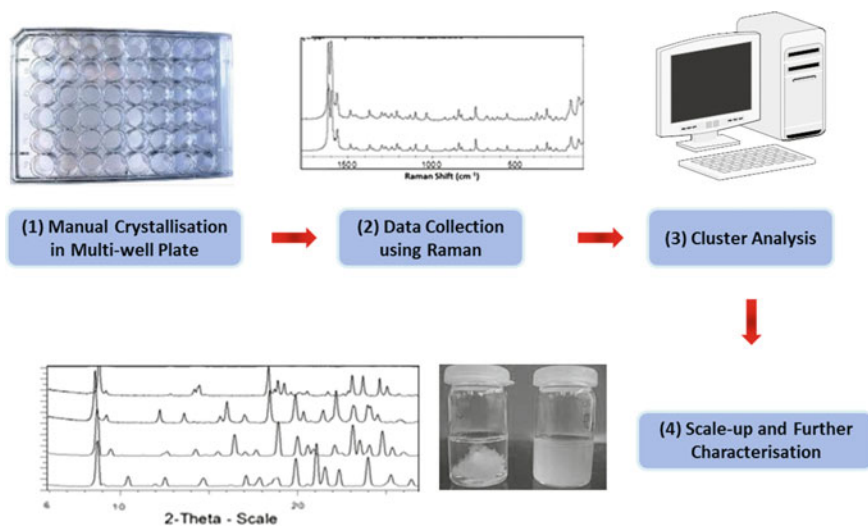 1500
1000
500
Raman Shift (cm⁻¹)
(1) Manual Crystallisation
in Multi-well Plate
(2) Data Collection
using Raman
(3) Cluster Analysis
(4) Scale-up and Further
Characterisation
6
10
20
2-Theta - Scale